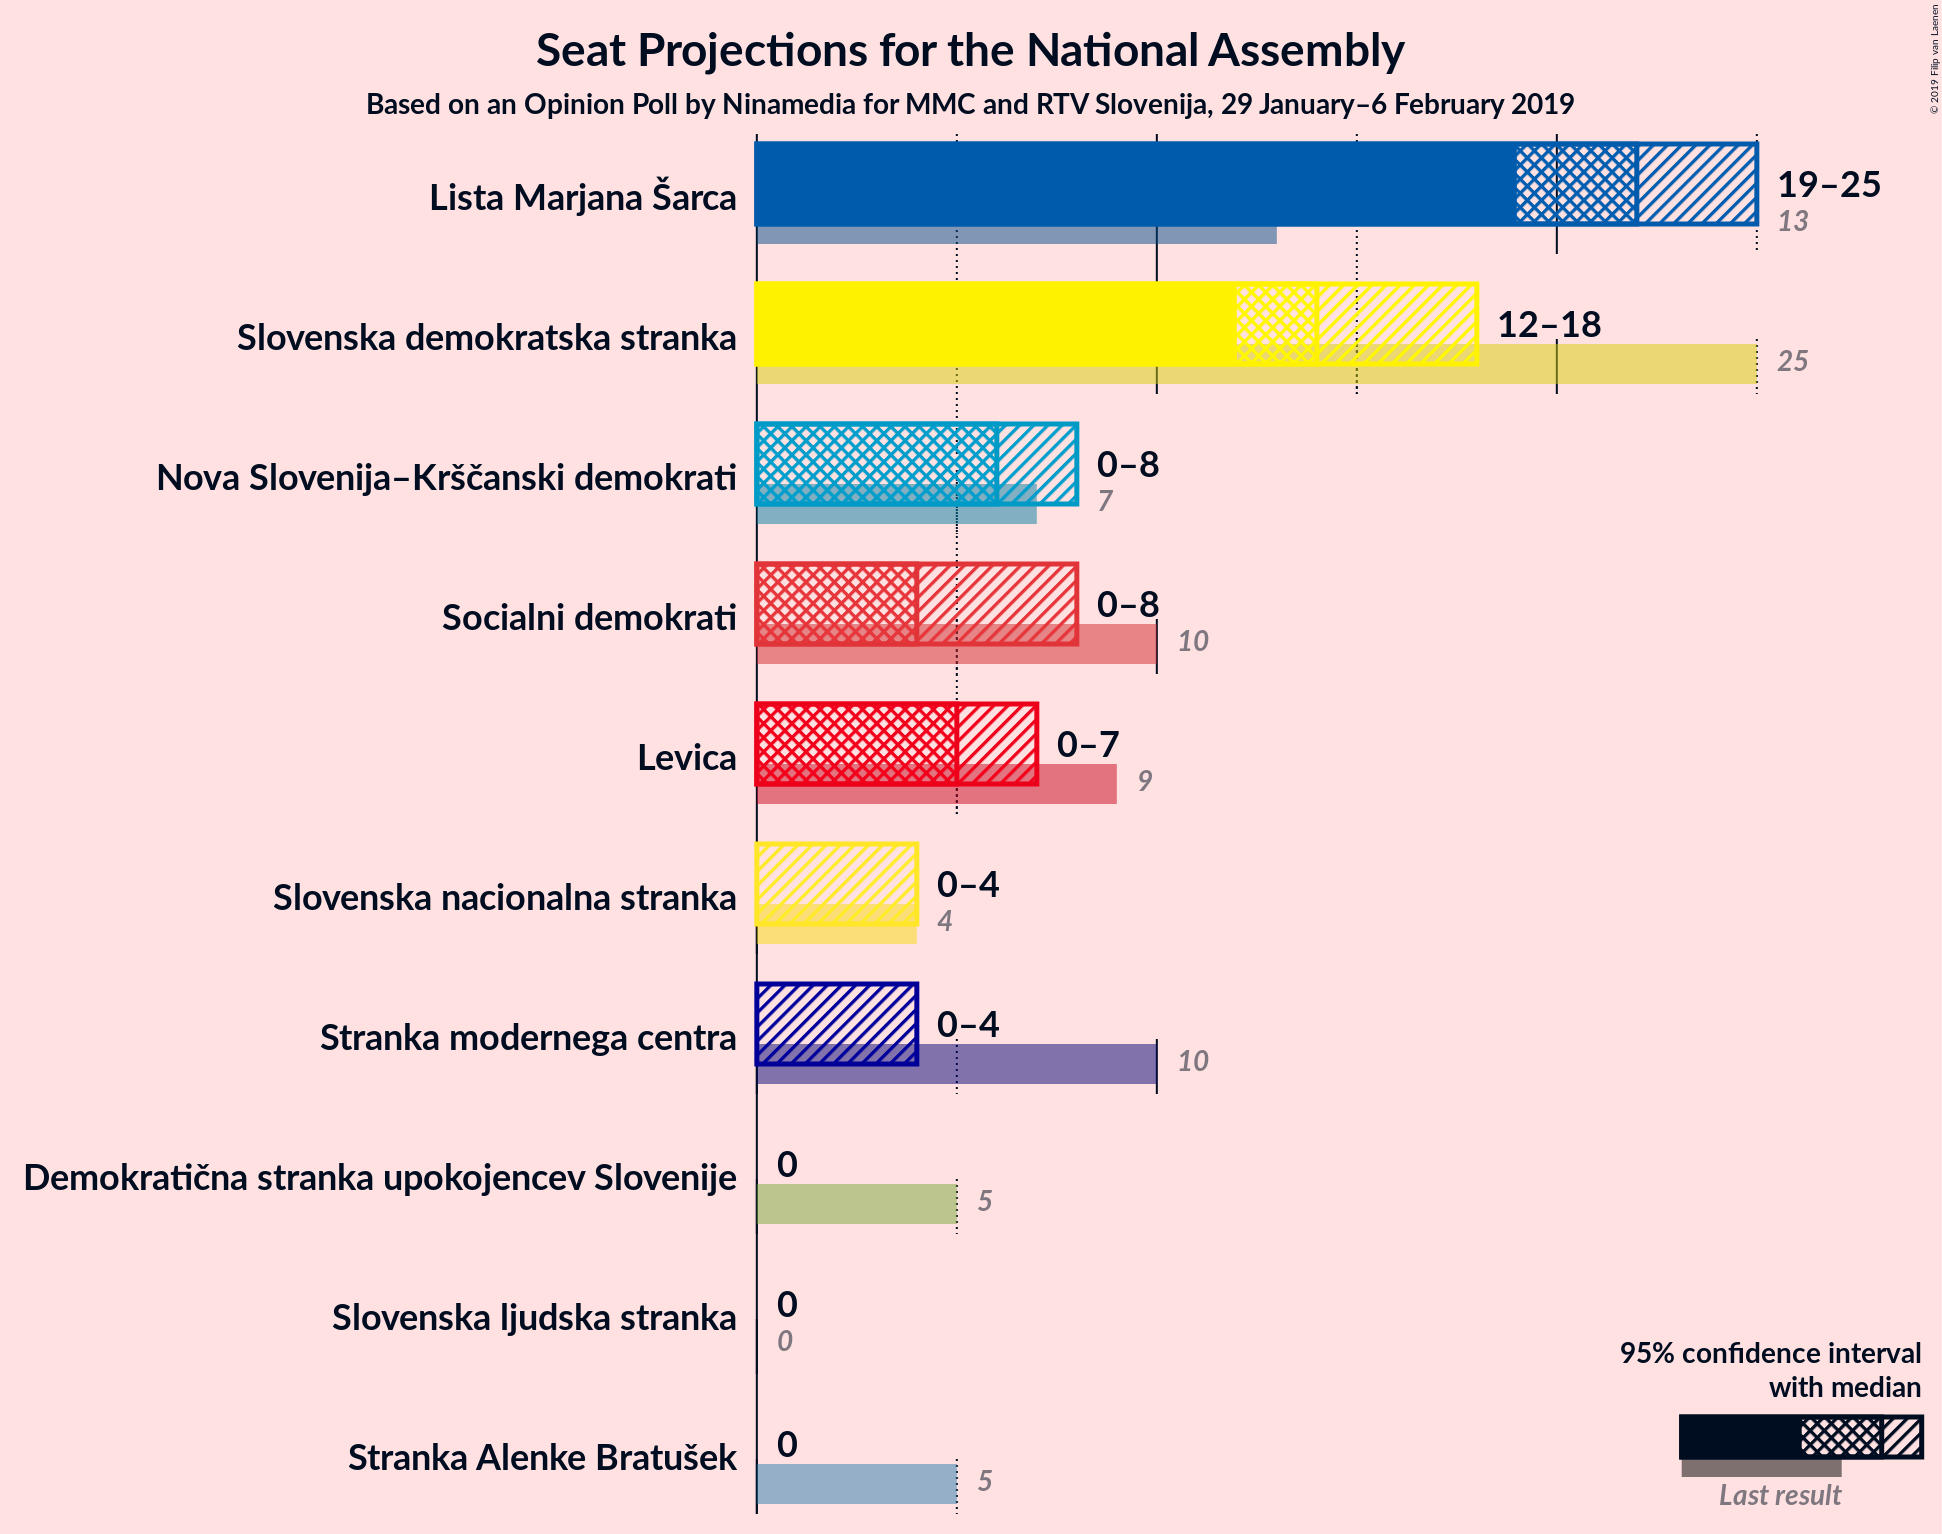 Seat Projections for the National Assembly
Based on an Opinion Poll by Ninamedia for MMC and RTV Slovenija, 29 January–6 February 2019
© 2019 Filip van Laenen
Lista Marjana Šarca
19–25
13
Slovenska demokratska stranka
12–18
25
Nova Slovenija–Krščanski demokrati
0–8
7
Socialni demokrati
0–8
10
Levica
0–7
9
Slovenska nacionalna stranka
0–4
4
Stranka modernega centra
0–4
10
Demokratična stranka upokojencev Slovenije
0
5
Slovenska ljudska stranka
0
0
Stranka Alenke Bratušek
0
5
95% confidence interval
with median
Last result